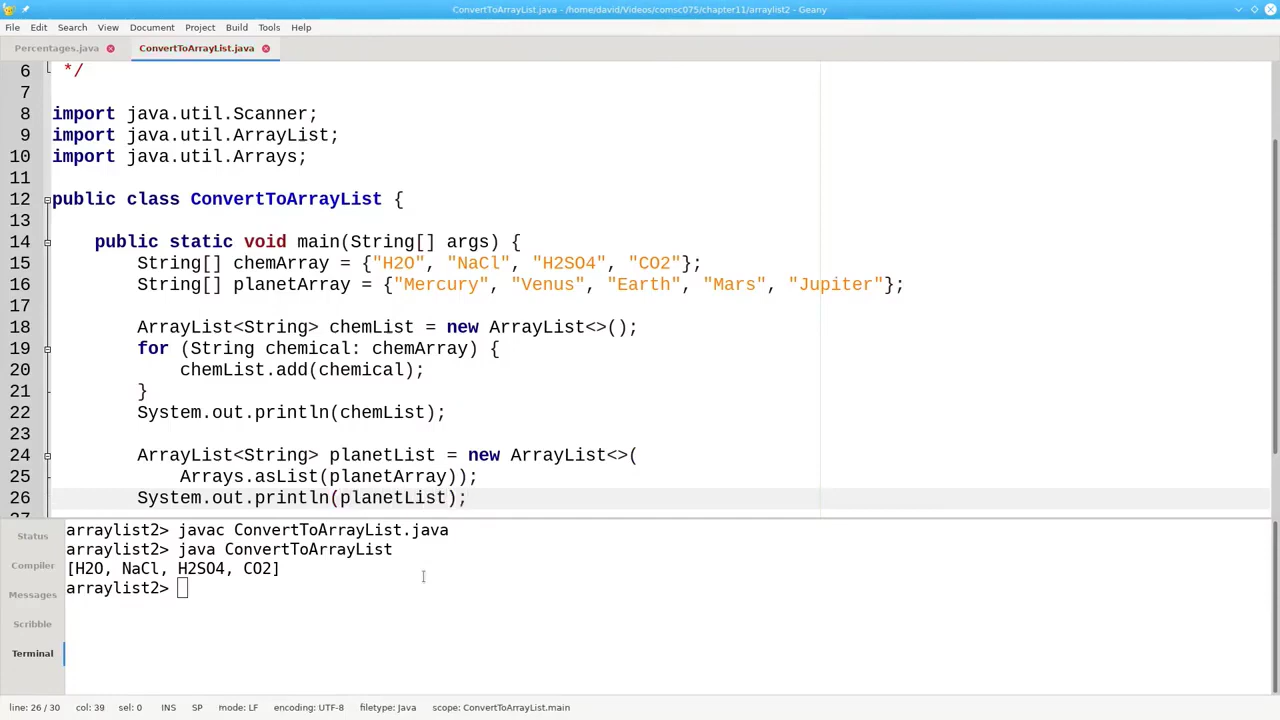 ConvertToArrayList.java - /home/david/Videos/comsc075/chapter11/arraylist2 - Geany
File Edit Search View Document Project Build Tools Help
Percentages.java ConvertToArrayList.java
6 */
7
8 import java.util.Scanner;
9 import java.util.ArrayList;
10 import java.util.Arrays;
11
12 public class ConvertToArrayList {
13
14 public static void main(String[] args) {
15 String[] chemArray = {"H2O", "NaCl", "H2SO4", "CO2"};
16 String[] planetArray = {"Mercury", "Venus", "Earth", "Mars", "Jupiter"};
17
18 ArrayList<String> chemList = new ArrayList<>();
19 for (String chemical: chemArray) {
20 chemList.add(chemical);
21 }
22 System.out.println(chemList);
23
24 ArrayList<String> planetList = new ArrayList<>(
25 Arrays.asList(planetArray));
26 System.out.println(planetList);
Status
Compiler
Messages
Scribble
Terminal
arraylist2> javac ConvertToArrayList.java
arraylist2> java ConvertToArrayList
[H2O, NaCl, H2SO4, CO2]
arraylist2>
line: 26 / 30 col: 39 sel: 0 INS SP mode: LF encoding: UTF-8 filetype: Java scope: ConvertToArrayList.main